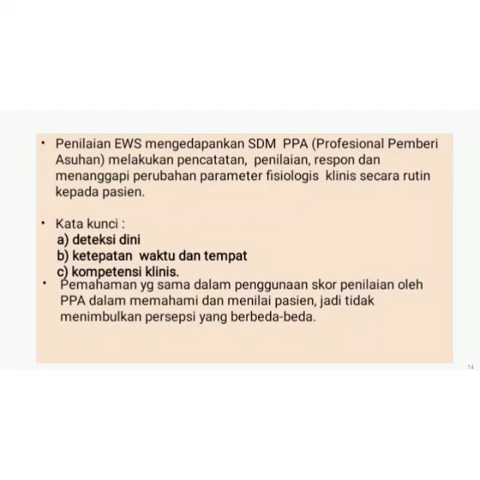 • Penilaian EWS mengedapankan SDM PPA (Profesional Pemberi
Asuhan) melakukan pencatatan, penilaian, respon dan
menanggapi perubahan parameter fisiologis klinis secara rutin
kepada pasien.
• Kata kunci :
a) deteksi dini
b) ketepatan waktu dan tempat
c) kompetensi klinis.
• Pemahaman yg sama dalam penggunaan skor penilaian oleh
PPA dalam memahami dan menilai pasien, jadi tidak
menimbulkan persepsi yang berbeda-beda.
14